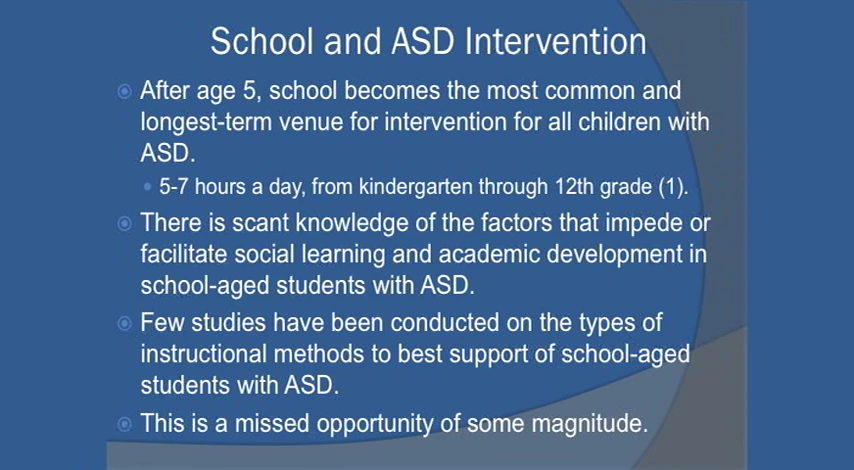 School and ASD Intervention
After age 5, school becomes the most common and
longest-term venue for intervention for all children with
ASD.
5-7 hours a day, from kindergarten through 12th grade (1).
There is scant knowledge of the factors that impede or
facilitate social learning and academic development in
school-aged students with ASD.
Few studies have been conducted on the types of
instructional methods to best support of school-aged
students with ASD.
This is a missed opportunity of some magnitude.